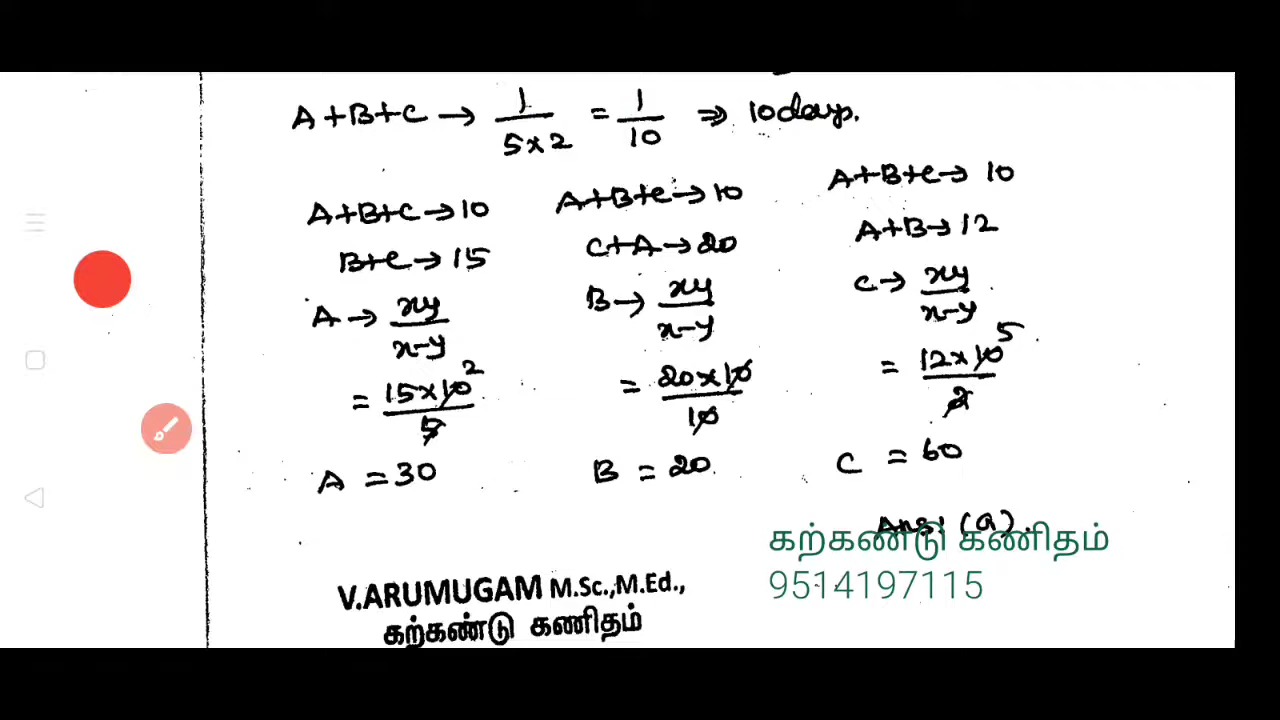 A+B+C → 1/(5×2) = 1/10 ⇒ 10 days.
A+B+C → 10
B+C → 15
A → xy/(x-y)
= 15×10/5 2
A = 30
A+B+C → 10
C+A → 20
B → xy/(x-y)
= 20×10/10
B = 20
A+B+C → 10
A+B → 12
C → xy/(x-y)
= 12×10/2 5
C = 60
Ans: (a).
கற்கண்டு கணிதம்
9514197115
V.ARUMUGAM M.Sc.,M.Ed.,
கற்கண்டு கணிதம்